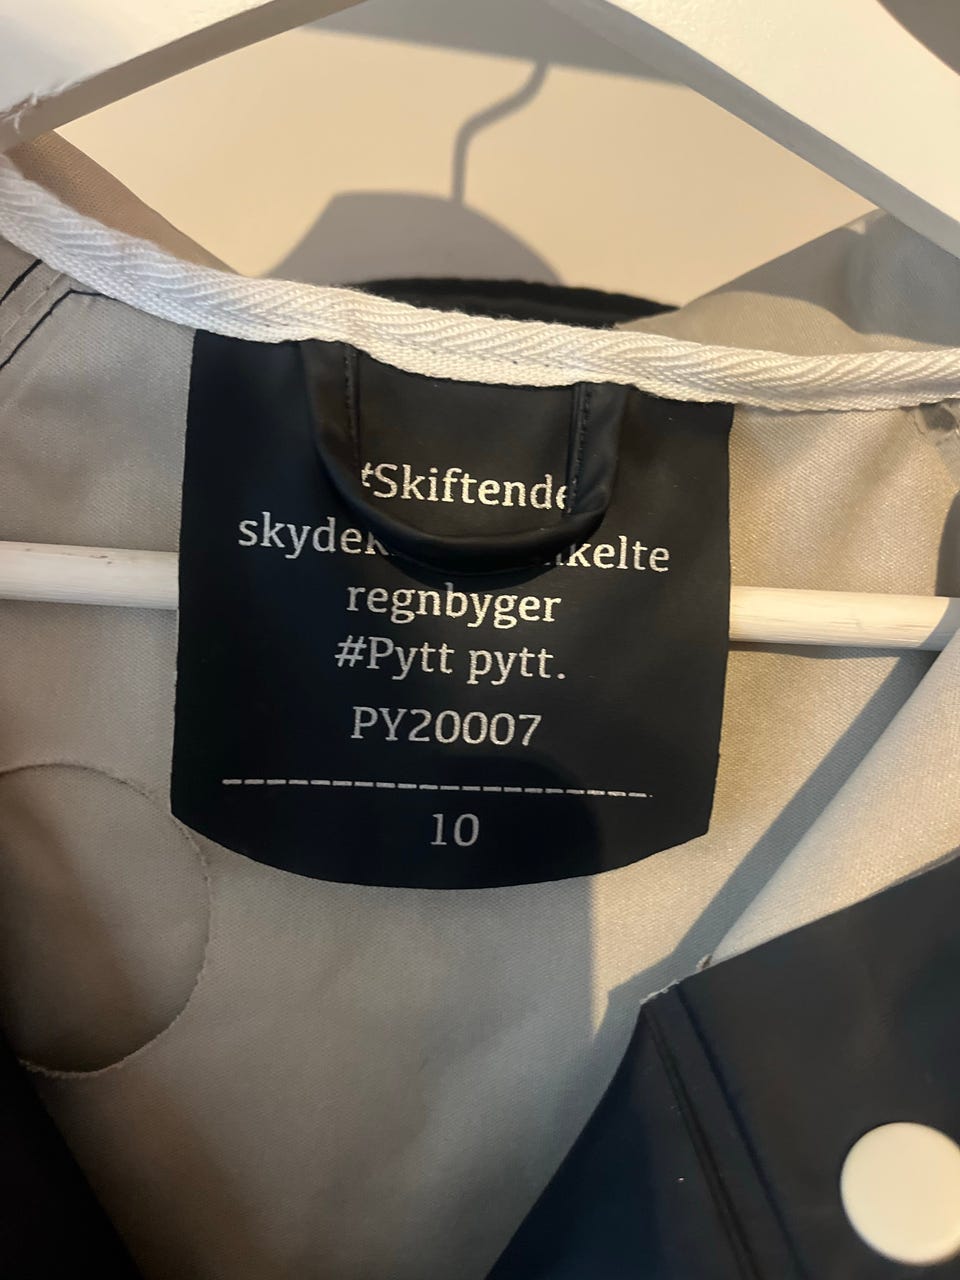 #Skiftende
regnbyger
#Pytt pytt.
PY20007
10